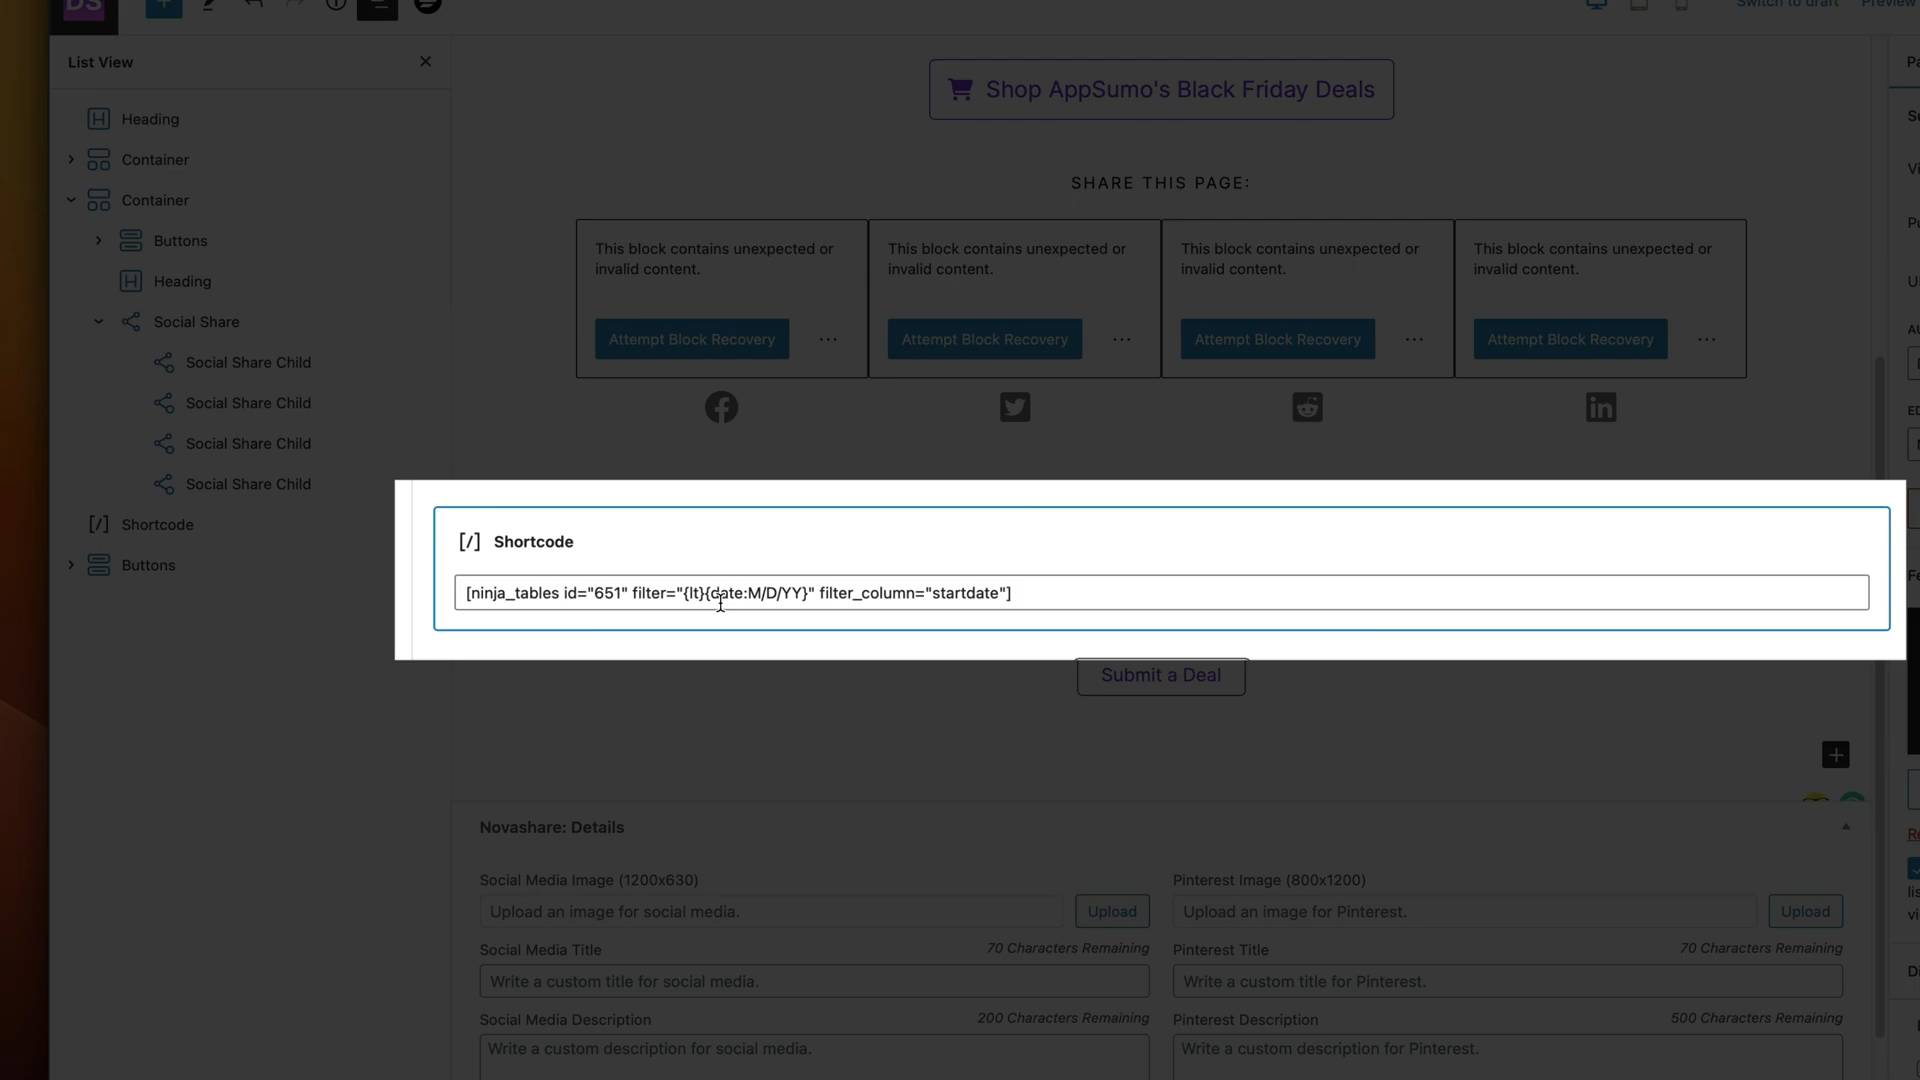 DS
Switch to draft
Preview
List View
Heading
Container
Container
Buttons
Heading
Social Share
Social Share Child
Social Share Child
Social Share Child
Social Share Child
[/] Shortcode
Buttons
Shop AppSumo's Black Friday Deals
SHARE THIS PAGE:
This block contains unexpected or
invalid content.
Attempt Block Recovery
This block contains unexpected or
invalid content.
Attempt Block Recovery
This block contains unexpected or
invalid content.
Attempt Block Recovery
This block contains unexpected or
invalid content.
Attempt Block Recovery
[/] Shortcode
[ninja_tables id="651" filter="{lt}{date:M/D/YY}" filter_column="startdate"]
Submit a Deal
Novashare: Details
Social Media Image (1200x630)
Upload an image for social media.
Upload
Social Media Title
70 Characters Remaining
Write a custom title for social media.
Social Media Description
200 Characters Remaining
Write a custom description for social media.
Pinterest Image (800x1200)
Upload an image for Pinterest.
Upload
Pinterest Title
70 Characters Remaining
Write a custom title for Pinterest.
Pinterest Description
500 Characters Remaining
Write a custom description for Pinterest.